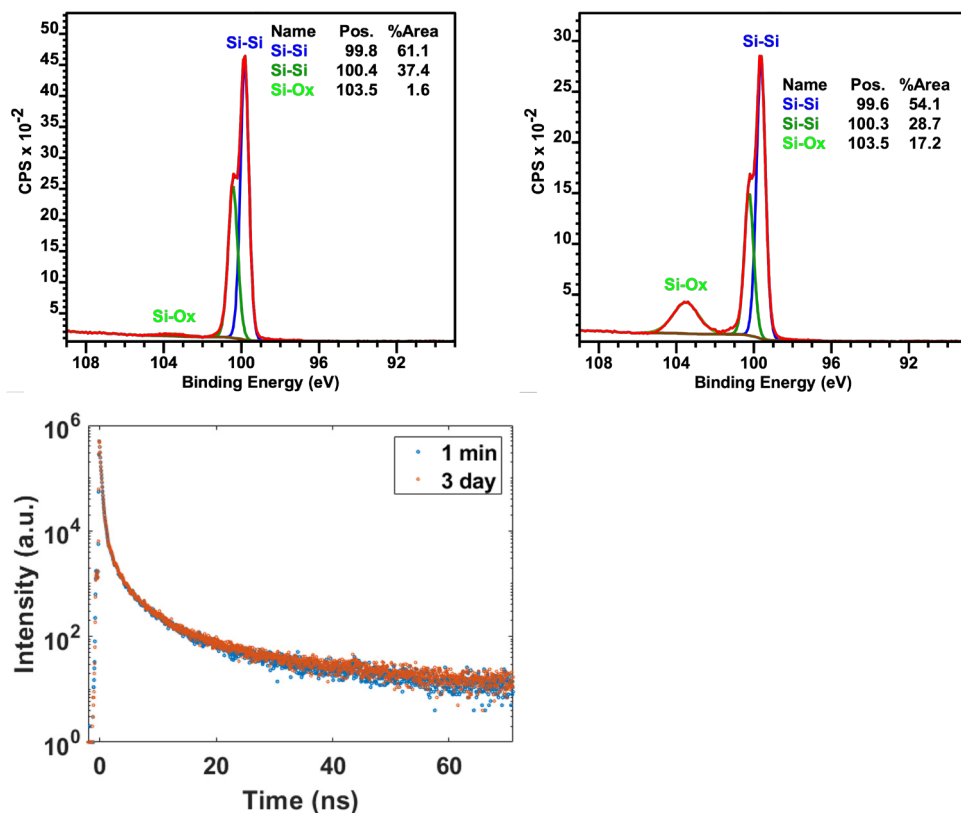 Name Pos. %Area
Si-Si 99.8 61.1
Si-Si 100.4 37.4
Si-Ox 103.5 1.6
Si-Si
Si-Ox
50
45
40
35
30
25
20
15
10
5
CPS x 10-2
108 104 100 96 92
Binding Energy (eV)
Si-Si
Name Pos. %Area
Si-Si 99.6 54.1
Si-Si 100.3 28.7
Si-Ox 103.5 17.2
Si-Ox
30
25
20
15
10
5
CPS x 10-2
108 104 100 96 92
Binding Energy (eV)
1 min
3 day
10^6
10^4
10^2
10^0
Intensity (a.u.)
0 20 40 60
Time (ns)